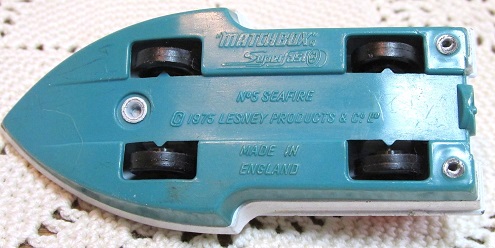 "MATCHBOX"
Superfast
Nº5 SEAFIRE
© 1975 LESNEY PRODUCTS & Cº Lᵀᴰ
MADE IN
ENGLAND